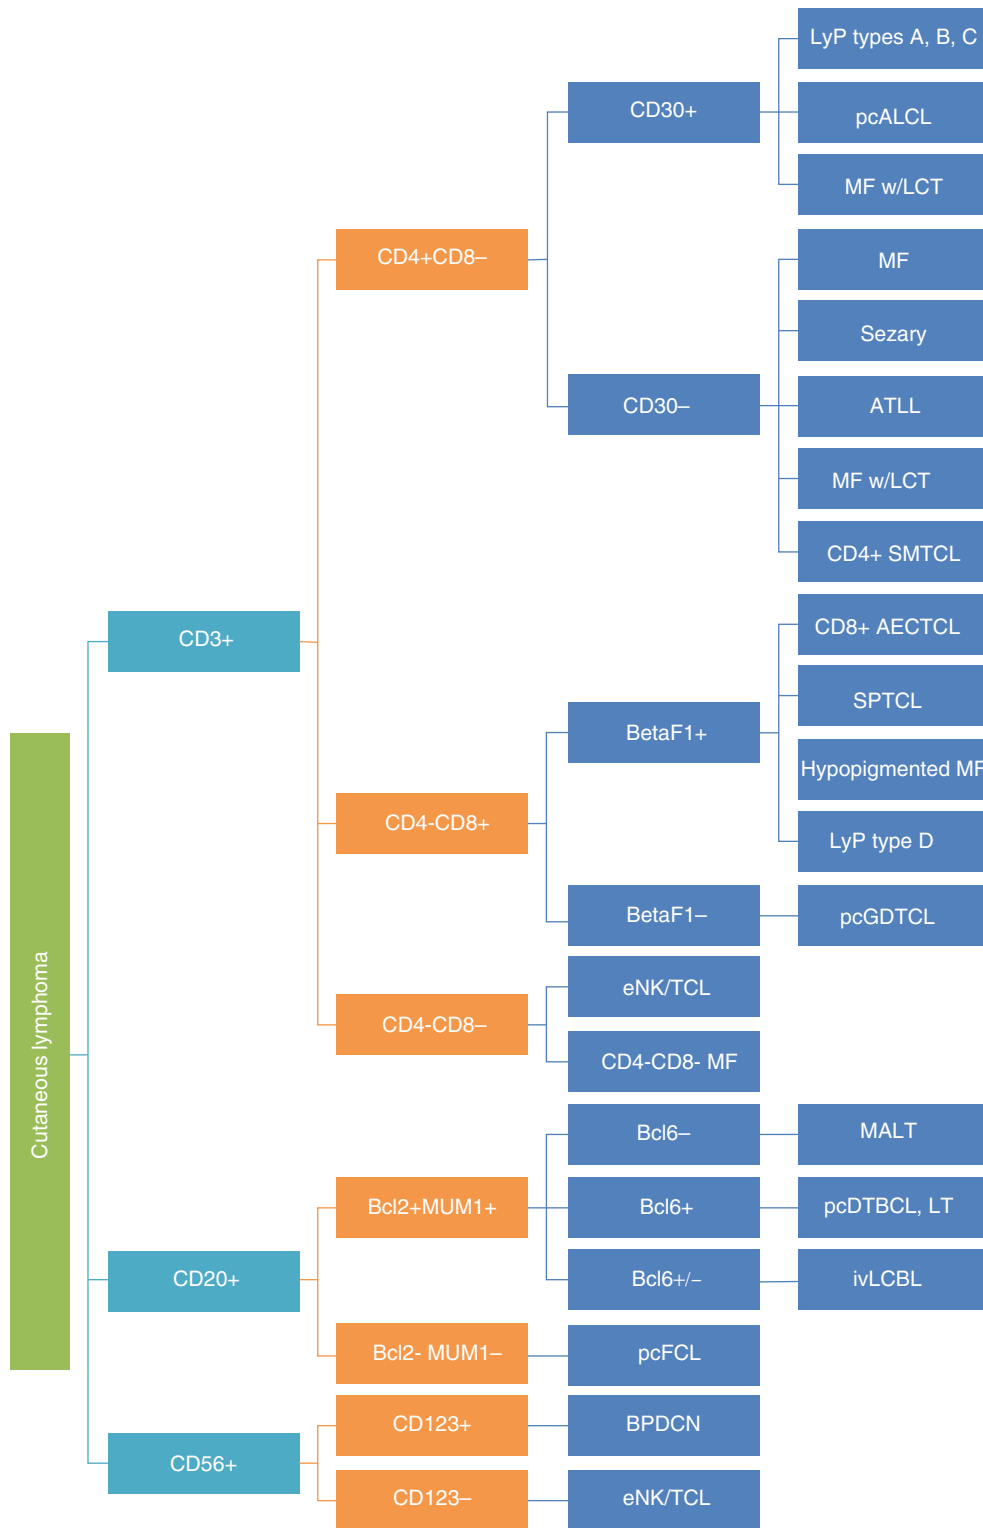 Cutaneous lymphoma
CD3+
CD4+CD8–
CD30+
LyP types A, B, C
pcALCL
MF w/LCT
CD30–
MF
Sezary
ATLL
MF w/LCT
CD4+ SMTCL
CD4-CD8+
BetaF1+
CD8+ AECTCL
SPTCL
Hypopigmented MF
LyP type D
BetaF1–
pcGDTCL
CD4-CD8–
eNK/TCL
CD4-CD8- MF
CD20+
Bcl2+MUM1+
Bcl6–
MALT
Bcl6+
pcDTBCL, LT
Bcl6+/–
ivLCBL
Bcl2- MUM1–
pcFCL
CD56+
CD123+
BPDCN
CD123–
eNK/TCL